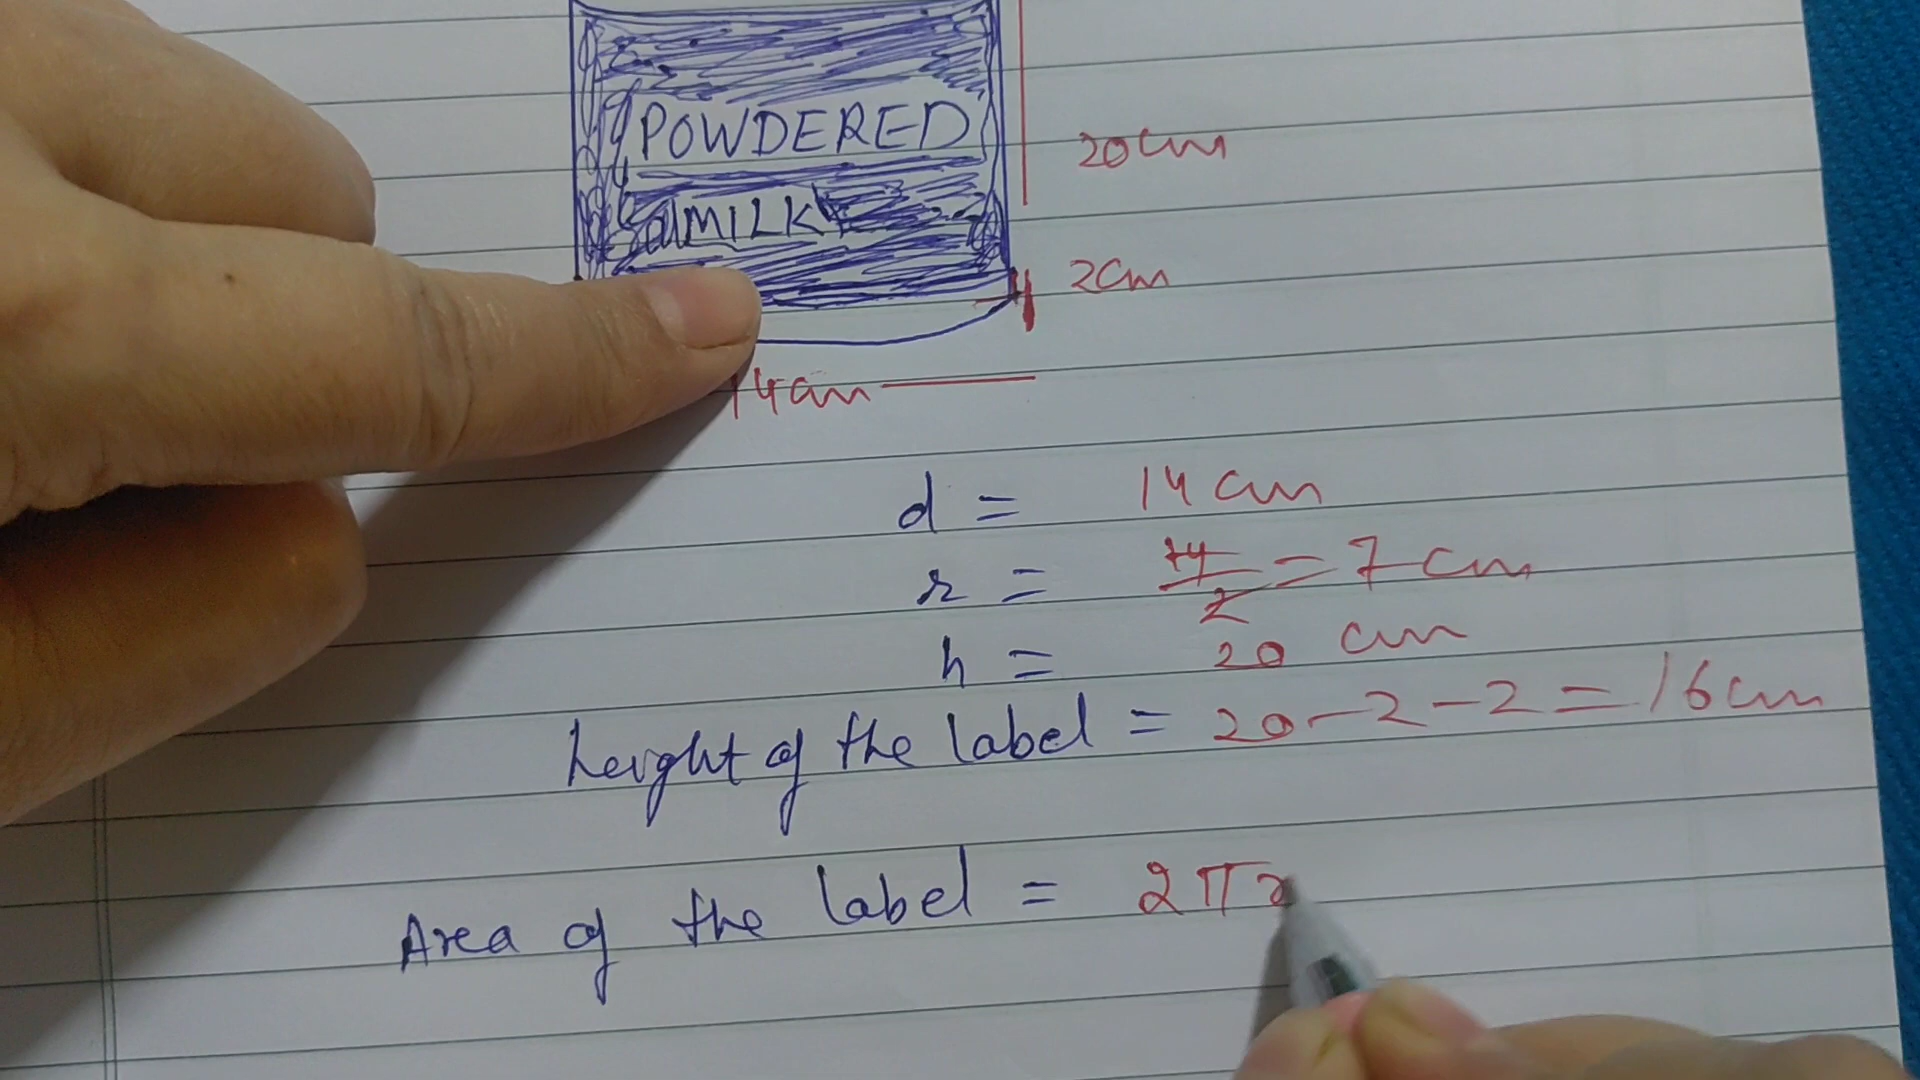 POWDERED
MILK
20cm
2cm
14cm
d = 14 cm
r = 14/2 = 7 cm
h = 20 cm
height of the label = 20-2-2 = 16cm
Area of the label = 2πr